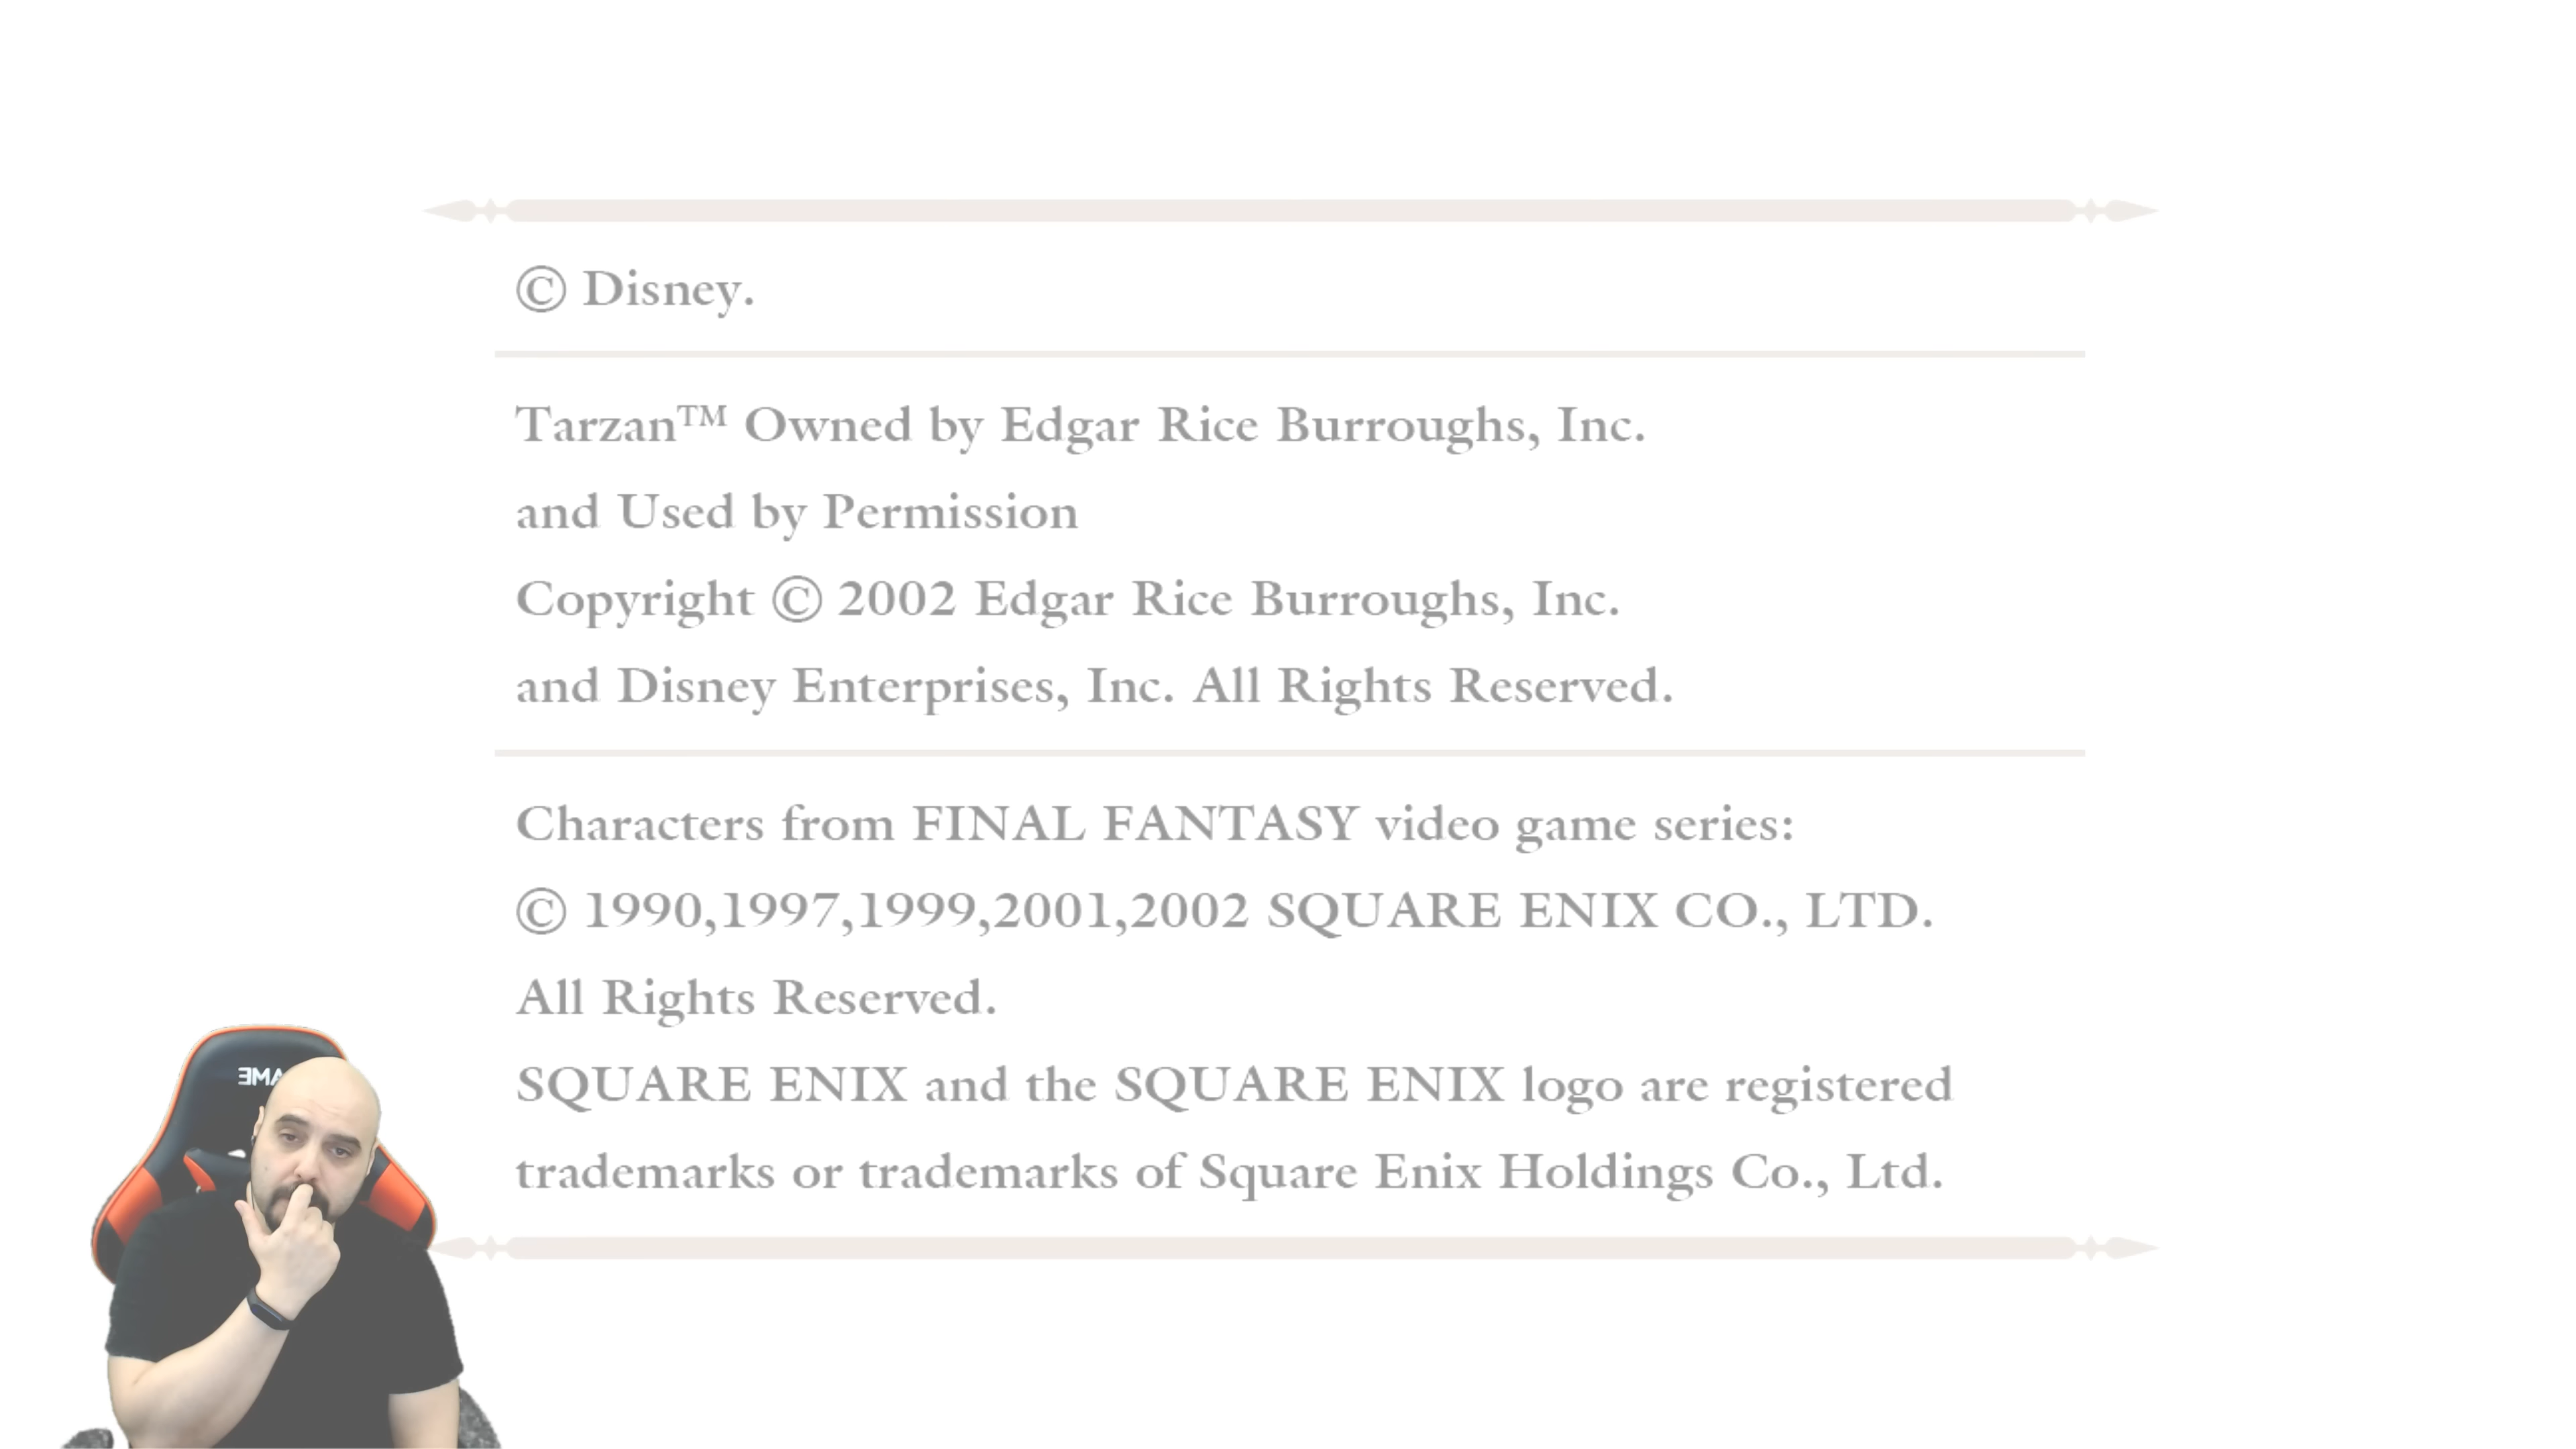 © Disney.
Tarzan™ Owned by Edgar Rice Burroughs, Inc.
and Used by Permission
Copyright © 2002 Edgar Rice Burroughs, Inc.
and Disney Enterprises, Inc. All Rights Reserved.
Characters from FINAL FANTASY video game series:
© 1990,1997,1999,2001,2002 SQUARE ENIX CO., LTD.
All Rights Reserved.
SQUARE ENIX and the SQUARE ENIX logo are registered
trademarks or trademarks of Square Enix Holdings Co., Ltd.